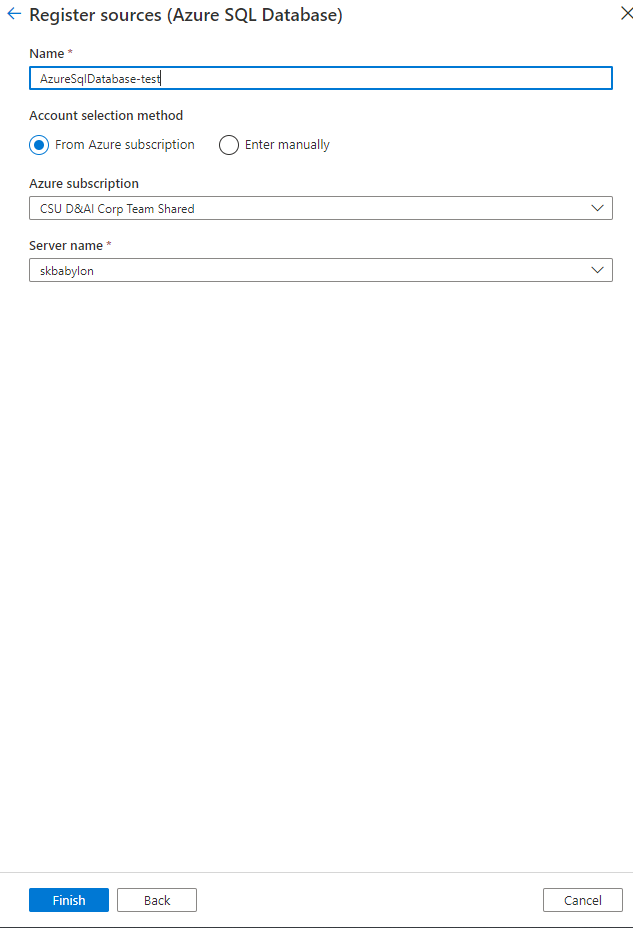 Register sources (Azure SQL Database)
Name *
AzureSqlDatabase-test
Account selection method
From Azure subscription Enter manually
Azure subscription
CSU D&AI Corp Team Shared
Server name *
skbabylon
Finish Back Cancel